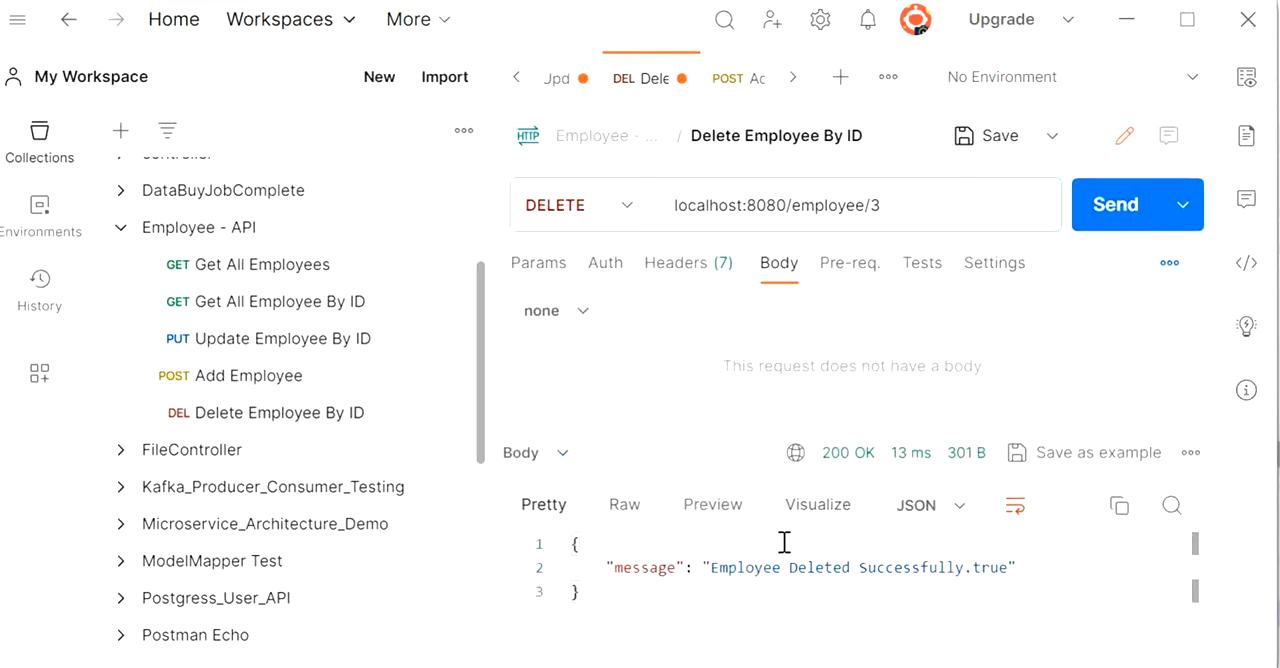 Home Workspaces More Upgrade
My Workspace New Import
Jpd DEL Dele POST Ac No Environment
Collections
DataBuyJobComplete
Environments
Employee - API
GET Get All Employees
GET Get All Employee By ID
History
PUT Update Employee By ID
POST Add Employee
DEL Delete Employee By ID
FileController
Kafka_Producer_Consumer_Testing
Microservice_Architecture_Demo
ModelMapper Test
Postgress_User_API
Postman Echo
HTTP Employee - ... / Delete Employee By ID Save
DELETE localhost:8080/employee/3 Send
Params Auth Headers (7) Body Pre-req. Tests Settings
none
This request does not have a body
Body 200 OK 13 ms 301 B Save as example
Pretty Raw Preview Visualize JSON
1 {
2 "message": "Employee Deleted Successfully.true"
3 }